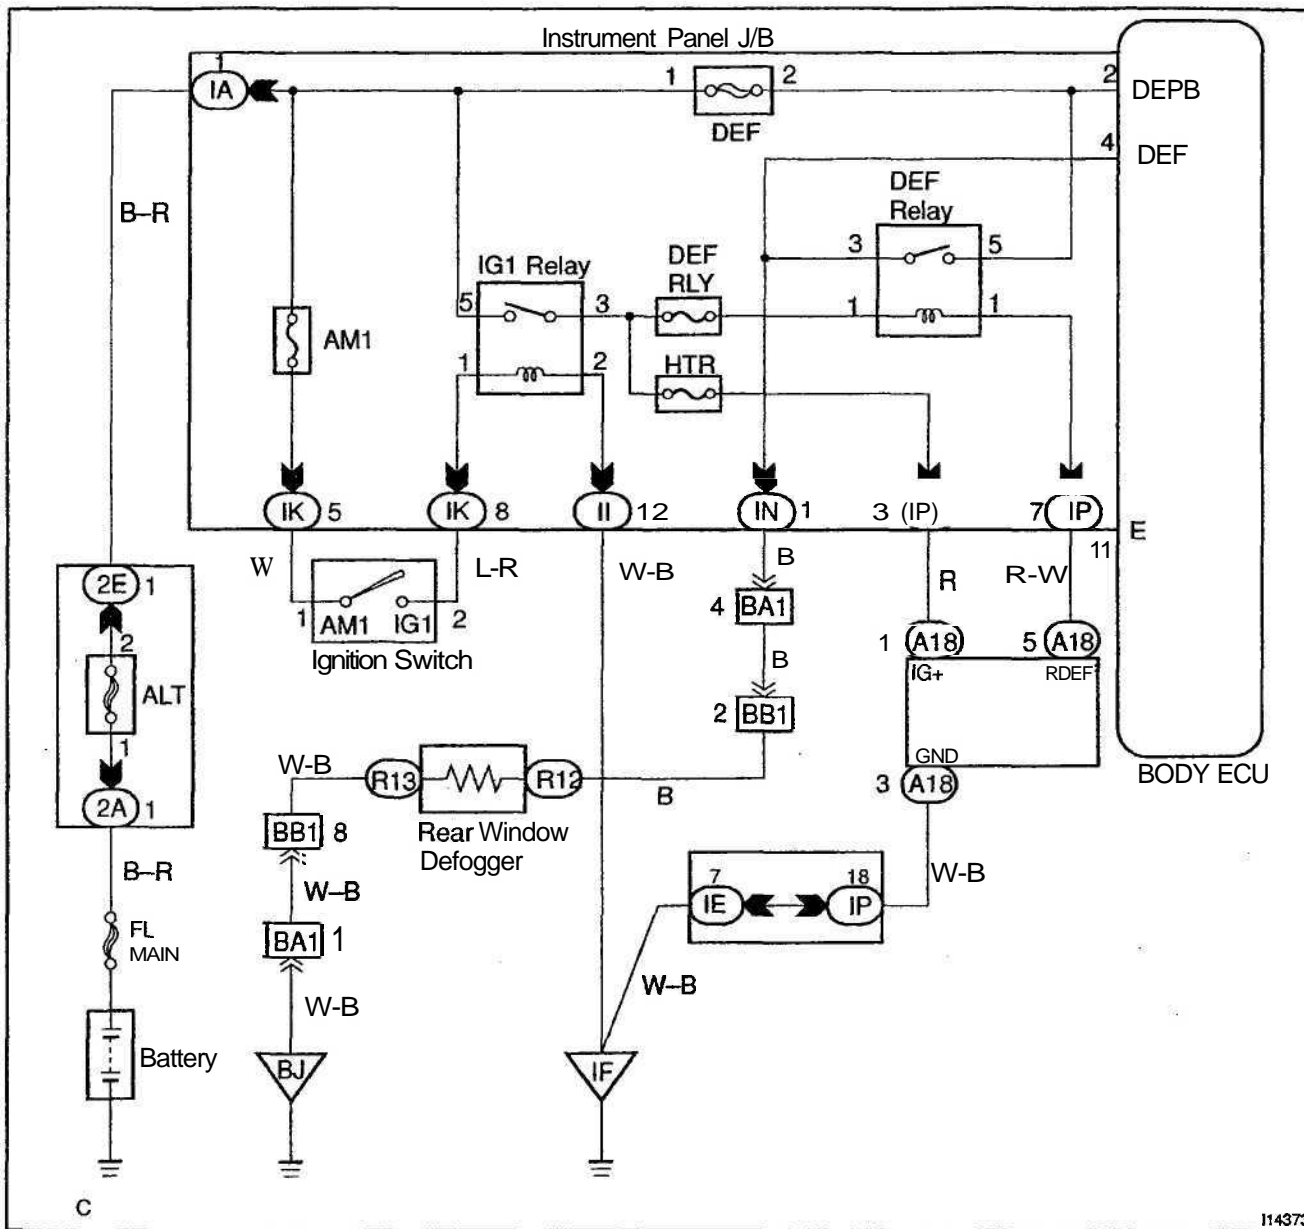 Instrument Panel J/B
1
IA
1
2
DEF
2
DEPB
4
DEF
B–R
DEF
Relay
3
5
IG1 Relay
DEF
RLY
5
3
1
1
AM1
1
2
HTR
IK 5
IK 8
II 12
IN 1
3 (IP)
7 IP
E
11
W
L-R
W-B
B
R
R-W
2E 1
1
AM1
IG1
2
Ignition Switch
4 BA1
1 A18
5 A18
IG+
RDEF
2
ALT
1
B
2 BB1
2A 1
GND
3 A18
BODY ECU
W-B
R13
R12
B
Rear Window
Defogger
BB1 8
B–R
W–B
7
18
IE
IP
W-B
FL
MAIN
BA1 1
W–B
W-B
Battery
BJ
IF
C